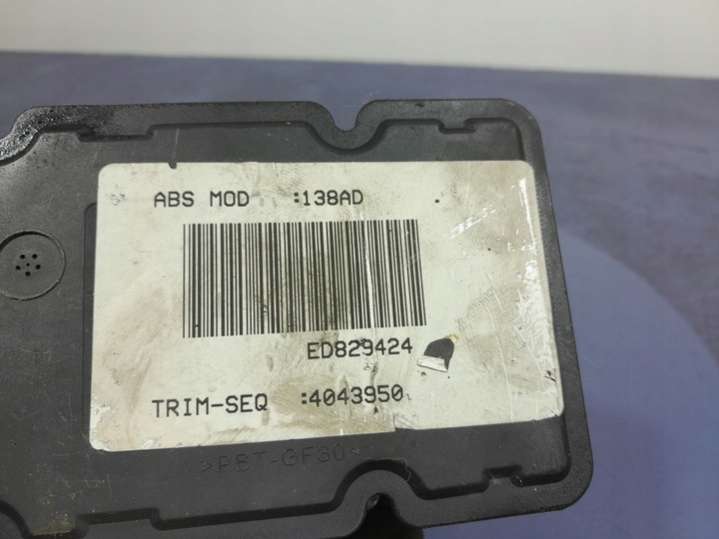 ABS MOD :138AD
ED829424
TRIM-SEQ :4043950
>PBT-GF30<